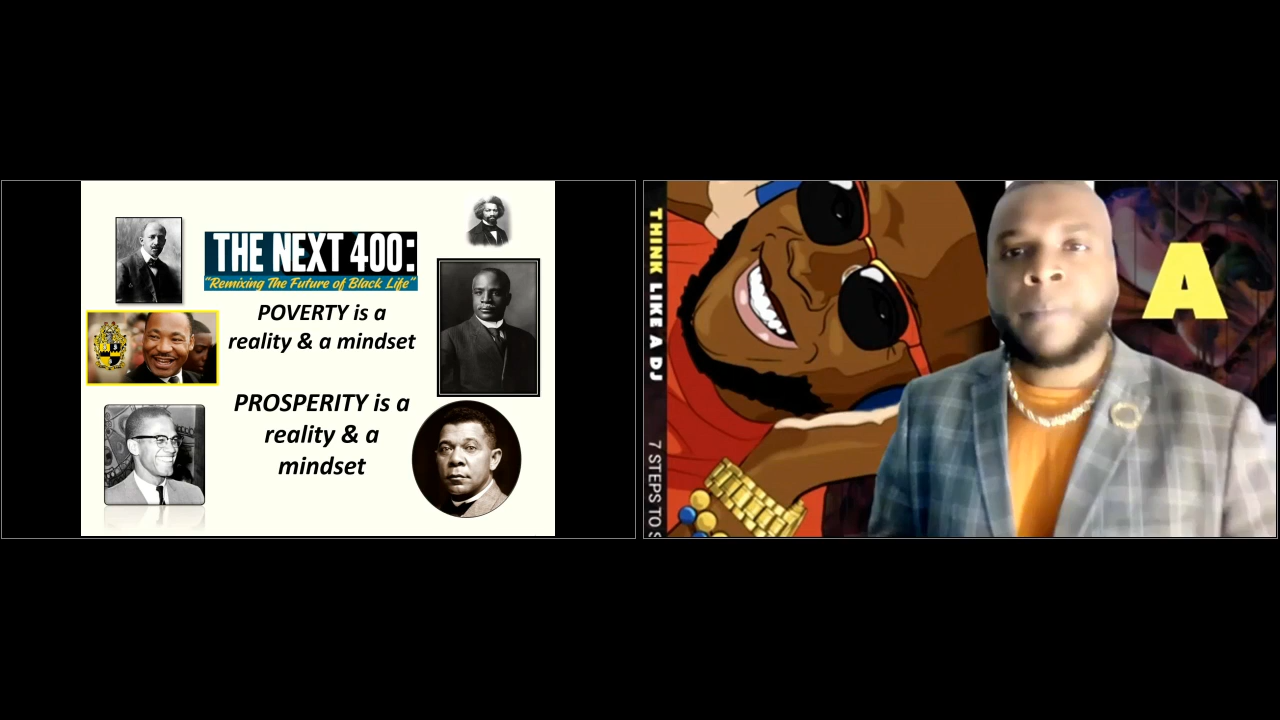 THE NEXT 400:
"Remixing The Future of Black Life"
POVERTY is a
reality & a mindset
PROSPERITY is a
reality & a
mindset
THINK LIKE A DJ
7 STEPS TO S
A